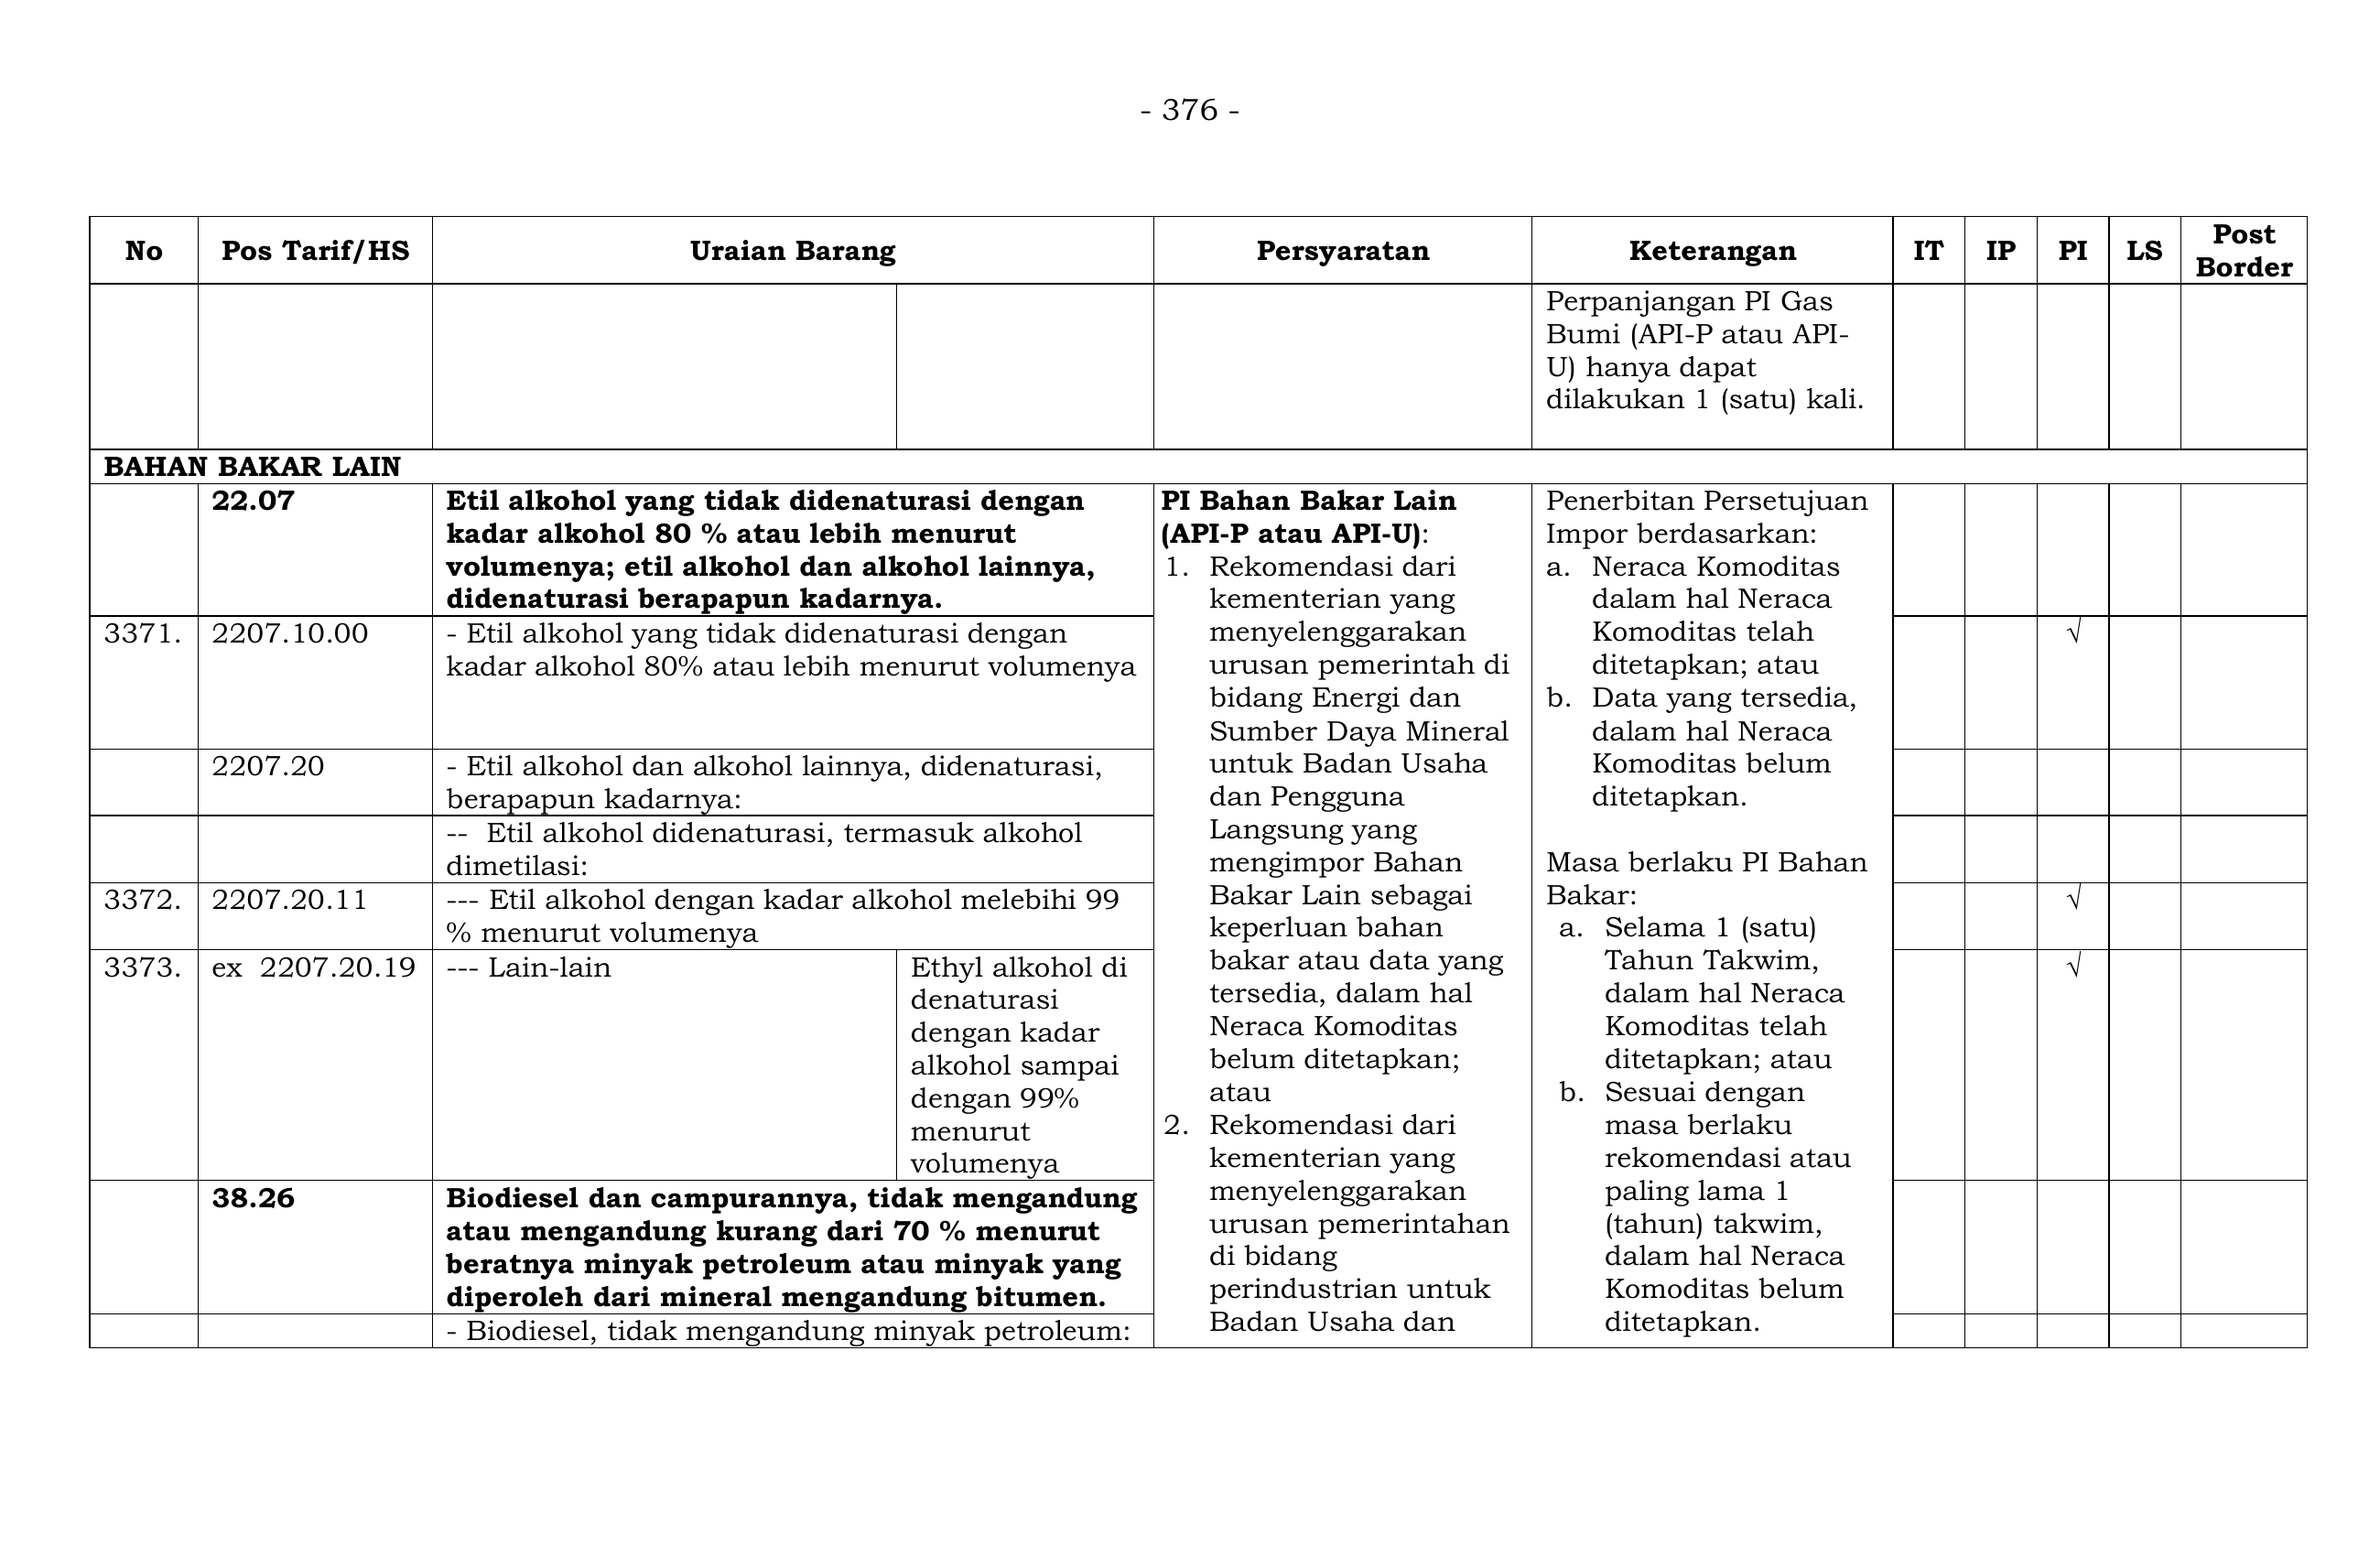 - 376 -
No Pos Tarif/HS Uraian Barang Persyaratan Keterangan IT IP PI LS Post Border
Perpanjangan PI Gas
Bumi (API-P atau API-
U) hanya dapat
dilakukan 1 (satu) kali.
BAHAN BAKAR LAIN
22.07
Etil alkohol yang tidak didenaturasi dengan
kadar alkohol 80 % atau lebih menurut
volumenya; etil alkohol dan alkohol lainnya,
didenaturasi berapapun kadarnya.
PI Bahan Bakar Lain
(API-P atau API-U):
1. Rekomendasi dari
kementerian yang
menyelenggarakan
urusan pemerintah di
bidang Energi dan
Sumber Daya Mineral
untuk Badan Usaha
dan Pengguna
Langsung yang
mengimpor Bahan
Bakar Lain sebagai
keperluan bahan
bakar atau data yang
tersedia, dalam hal
Neraca Komoditas
belum ditetapkan;
atau
2. Rekomendasi dari
kementerian yang
menyelenggarakan
urusan pemerintahan
di bidang
perindustrian untuk
Badan Usaha dan
Penerbitan Persetujuan
Impor berdasarkan:
a. Neraca Komoditas
dalam hal Neraca
Komoditas telah
ditetapkan; atau
b. Data yang tersedia,
dalam hal Neraca
Komoditas belum
ditetapkan.
Masa berlaku PI Bahan
Bakar:
a. Selama 1 (satu)
Tahun Takwim,
dalam hal Neraca
Komoditas telah
ditetapkan; atau
b. Sesuai dengan
masa berlaku
rekomendasi atau
paling lama 1
(tahun) takwim,
dalam hal Neraca
Komoditas belum
ditetapkan.
3371. 2207.10.00 - Etil alkohol yang tidak didenaturasi dengan
kadar alkohol 80% atau lebih menurut volumenya
√
2207.20 - Etil alkohol dan alkohol lainnya, didenaturasi,
berapapun kadarnya:
-- Etil alkohol didenaturasi, termasuk alkohol
dimetilasi:
3372. 2207.20.11 --- Etil alkohol dengan kadar alkohol melebihi 99
% menurut volumenya
√
3373. ex 2207.20.19 --- Lain-lain
Ethyl alkohol di
denaturasi
dengan kadar
alkohol sampai
dengan 99%
menurut
volumenya
√
38.26
Biodiesel dan campurannya, tidak mengandung
atau mengandung kurang dari 70 % menurut
beratnya minyak petroleum atau minyak yang
diperoleh dari mineral mengandung bitumen.
- Biodiesel, tidak mengandung minyak petroleum: